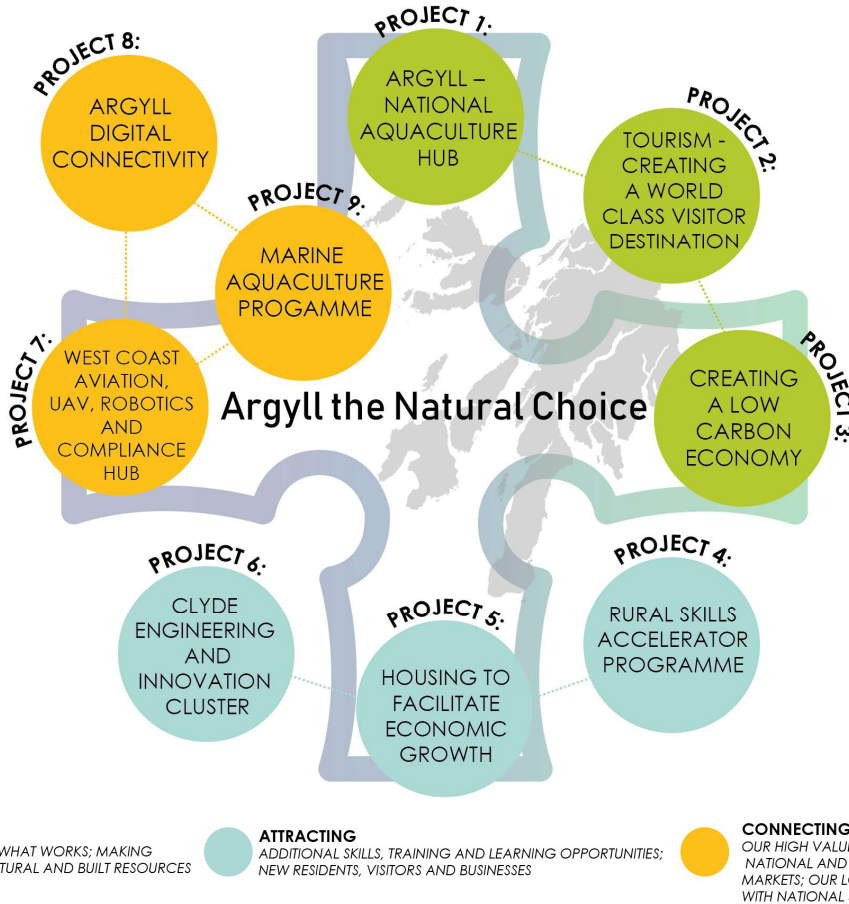 PROJECT 1:
ARGYLL –
NATIONAL
AQUACULTURE
HUB
PROJECT 2:
TOURISM -
CREATING
A WORLD
CLASS VISITOR
DESTINATION
PROJECT 3:
CREATING
A LOW
CARBON
ECONOMY
PROJECT 4:
RURAL SKILLS
ACCELERATOR
PROGRAMME
PROJECT 5:
HOUSING TO
FACILITATE
ECONOMIC
GROWTH
PROJECT 6:
CLYDE
ENGINEERING
AND
INNOVATION
CLUSTER
PROJECT 7:
WEST COAST
AVIATION,
UAV, ROBOTICS
AND
COMPLIANCE
HUB
PROJECT 8:
ARGYLL
DIGITAL
CONNECTIVITY
PROJECT 9:
MARINE
AQUACULTURE
PROGAMME
Argyll the Natural Choice
WHAT WORKS; MAKING
TURAL AND BUILT RESOURCES
ATTRACTING
ADDITIONAL SKILLS, TRAINING AND LEARNING OPPORTUNITIES;
NEW RESIDENTS, VISITORS AND BUSINESSES
CONNECTING
OUR HIGH VALUE
NATIONAL AND
MARKETS; OUR LO
WITH NATIONAL